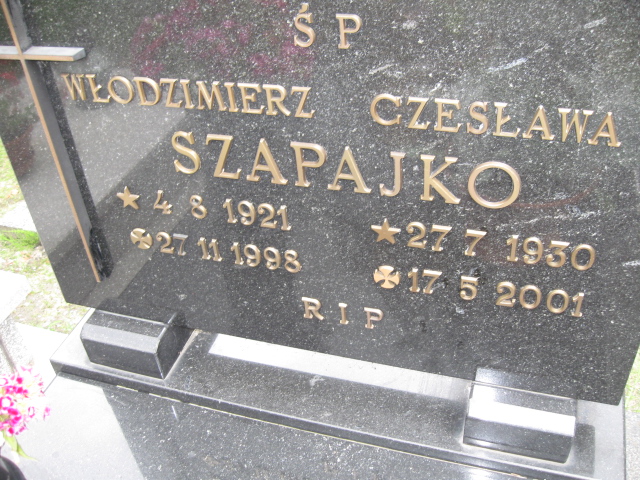 ŚP
WŁODZIMIERZ CZESŁAWA
SZAPAJKO
4 8 1921 27 7 1930
27 11 1998 17 5 2001
RIP